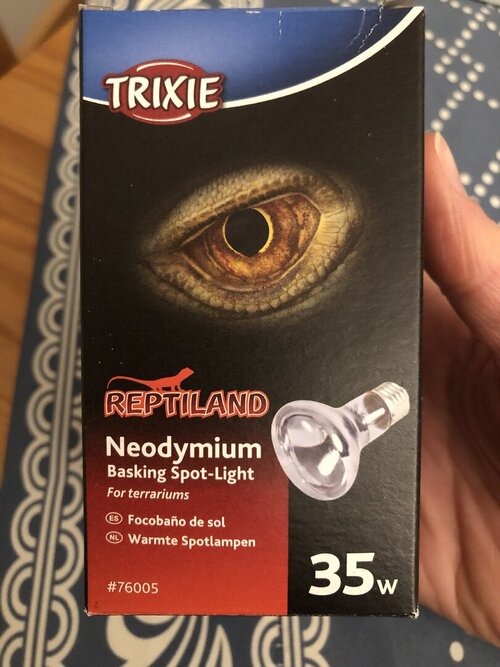 TRIXIE
REPTILAND
Neodymium
Basking Spot-Light
For terrariums
ES Focobaño de sol
NL Warmte Spotlampen
#76005
35w